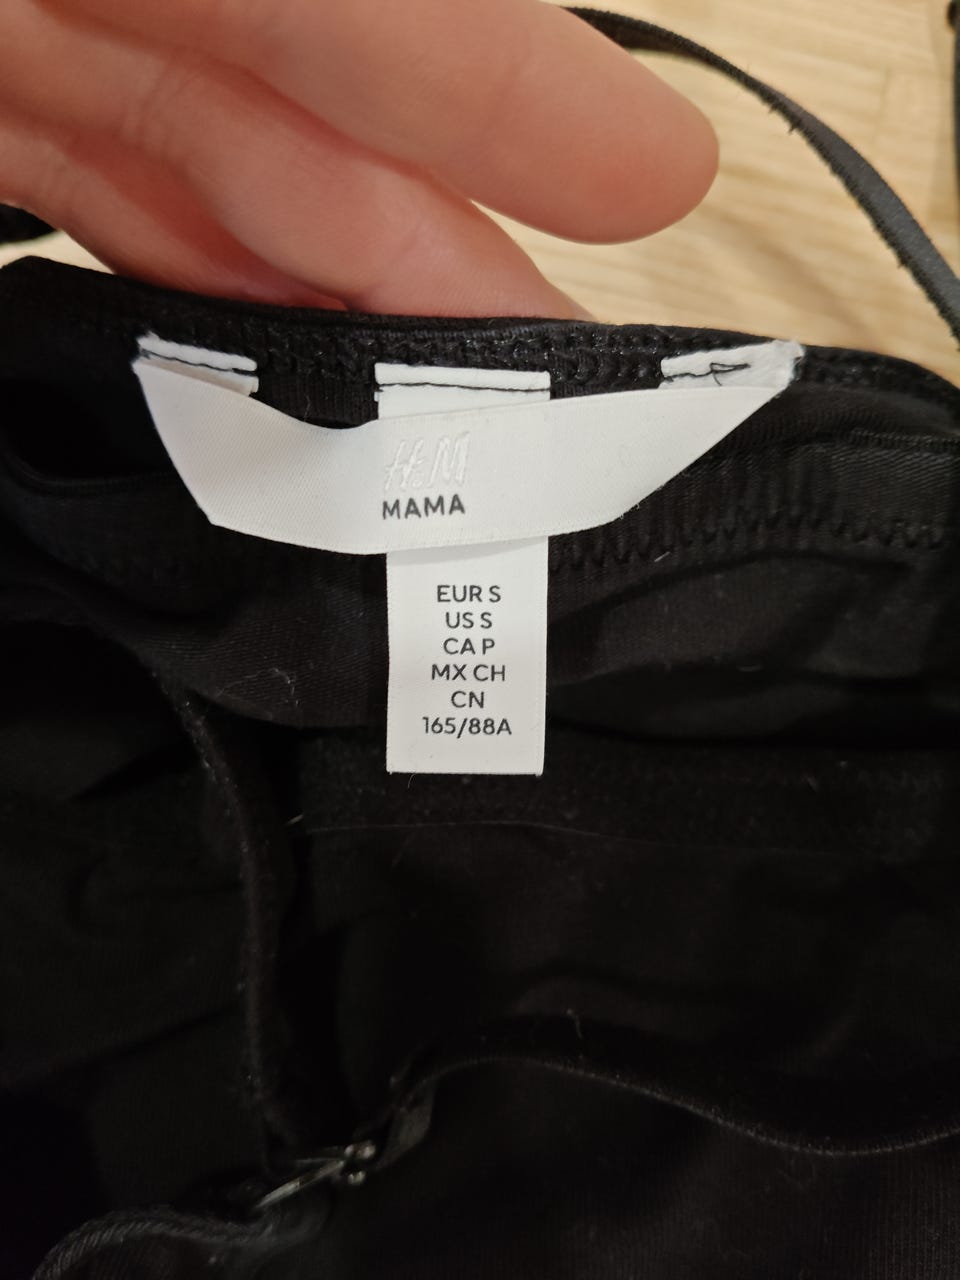 H&M
MAMA
EUR S
US S
CA P
MX CH
CN
165/88A